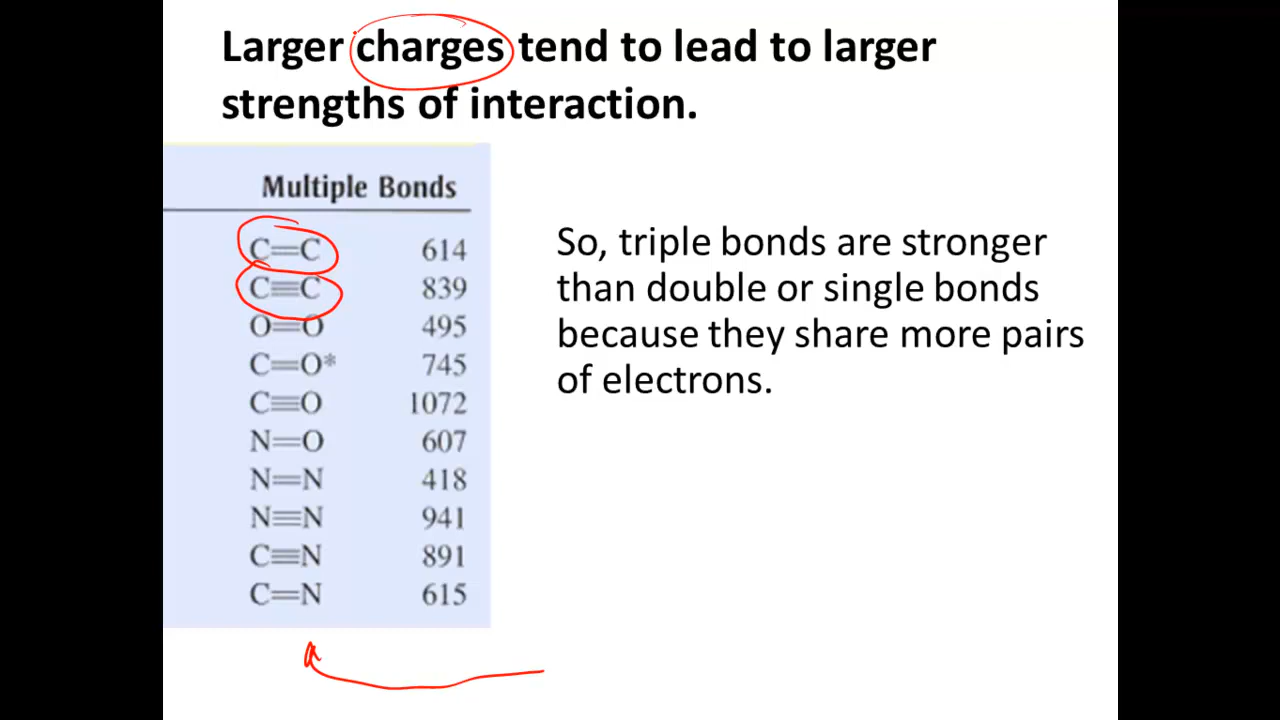 Larger charges tend to lead to larger
strengths of interaction.
Multiple Bonds
C=C 614
C≡C 839
O=O 495
C=O* 745
C≡O 1072
N=O 607
N=N 418
N≡N 941
C≡N 891
C=N 615
So, triple bonds are stronger
than double or single bonds
because they share more pairs
of electrons.